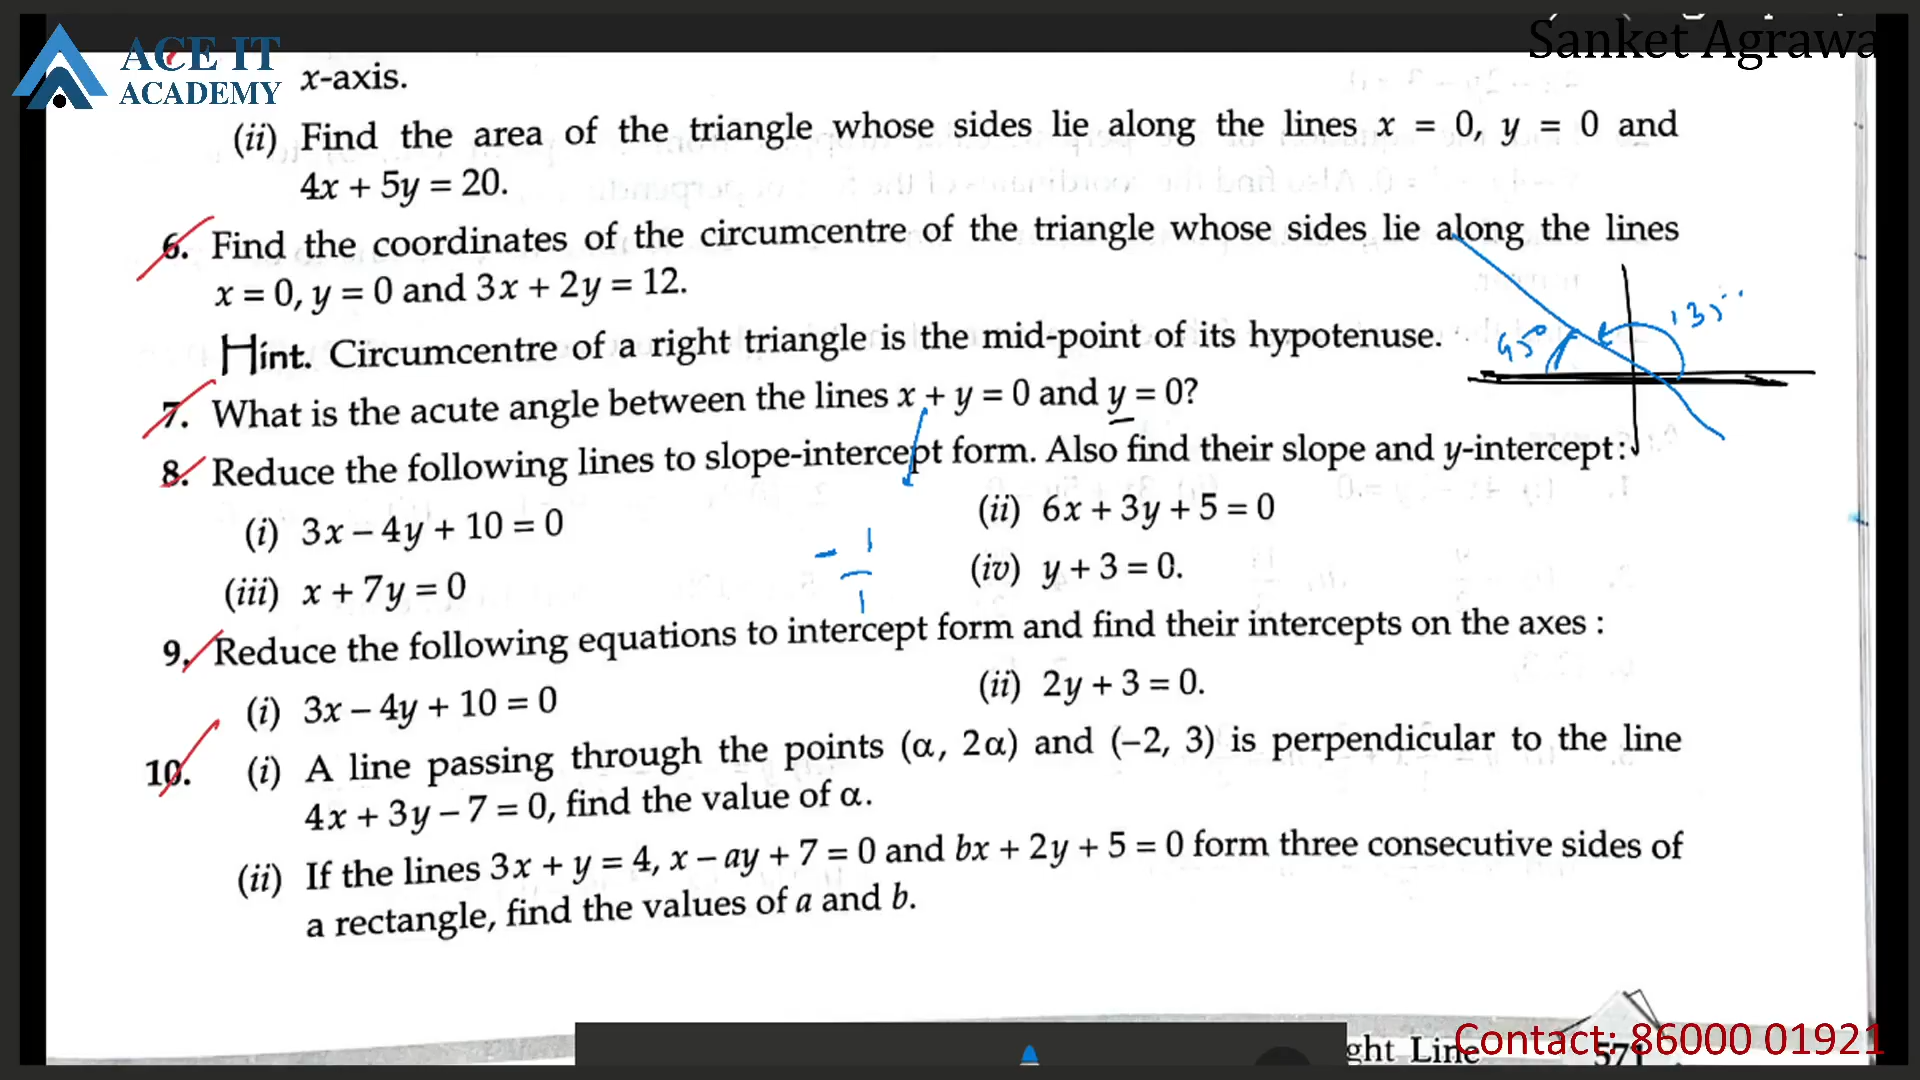 Sanket Agrawa
ACE IT
ACADEMY
x-axis.
(ii) Find the area of the triangle whose sides lie along the lines x = 0, y = 0 and
4x + 5y = 20.
6. Find the coordinates of the circumcentre of the triangle whose sides lie along the lines
x = 0, y = 0 and 3x + 2y = 12.
Hint. Circumcentre of a right triangle is the mid-point of its hypotenuse.
45°
135°
7. What is the acute angle between the lines x + y = 0 and y = 0?
8. Reduce the following lines to slope-intercept form. Also find their slope and y-intercept:
(i) 3x – 4y + 10 = 0
(ii) 6x + 3y + 5 = 0
(iii) x + 7y = 0
(iv) y + 3 = 0.
- 1
1
9. Reduce the following equations to intercept form and find their intercepts on the axes :
(i) 3x – 4y + 10 = 0
(ii) 2y + 3 = 0.
10. (i) A line passing through the points (α, 2α) and (–2, 3) is perpendicular to the line
4x + 3y – 7 = 0, find the value of α.
(ii) If the lines 3x + y = 4, x – ay + 7 = 0 and bx + 2y + 5 = 0 form three consecutive sides of
a rectangle, find the values of a and b.
ght Line
571
Contact: 86000 01921